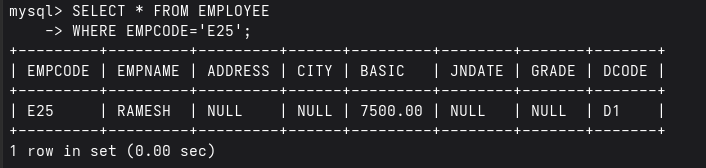 mysql> SELECT * FROM EMPLOYEE
    -> WHERE EMPCODE='E25';
+---------+---------+---------+------+---------+--------+-------+-------+
| EMPCODE | EMPNAME | ADDRESS | CITY | BASIC   | JNDATE | GRADE | DCODE |
+---------+---------+---------+------+---------+--------+-------+-------+
| E25     | RAMESH  | NULL    | NULL | 7500.00 | NULL   | NULL  | D1    |
+---------+---------+---------+------+---------+--------+-------+-------+
1 row in set (0.00 sec)